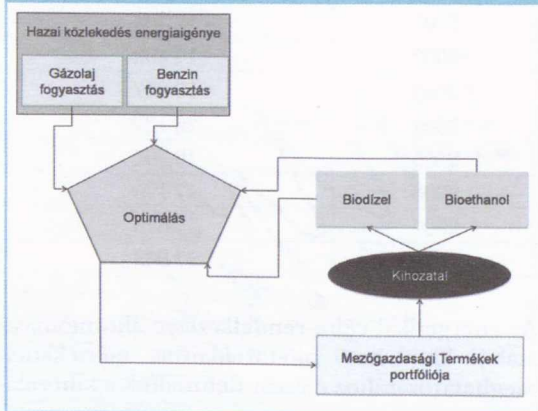 Hazai közlekedés energiaigénye
Gázolaj
fogyasztás
Benzin
fogyasztás
Optimálás
Biodízel
Bioethanol
Kihozatal
Mezőgazdasági Termékek
portfóliója